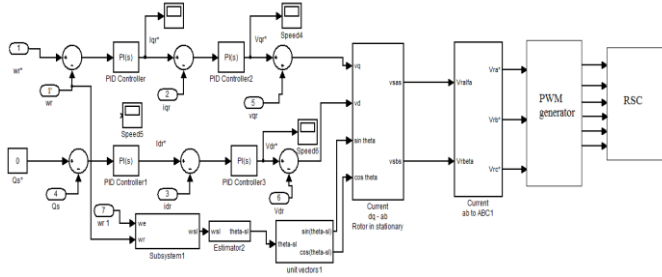 1
wr*
1'
wr
PI(s)
PID Controller
Iqr*
2
iqr
PI(s)
PID Controller2
Vqr*
Speed4
5
vqr
Speed5
0
Qs*
4
Qs
PI(s)
PID Controller1
Idr*
3
idr
PI(s)
PID Controller3
Vdr*
Speed6
6
Vdr
7
wr 1
we
wr
wsl
Subsystem1
wsl
theta-sl
Estimator2
theta-sl
sin(theta-sl)
cos(theta-sl)
unit vectors1
vq
vd
sin theta
cos theta
vsas
vsbs
Current
dq - ab
Rotor in stationary
Vralfa
Vrbeta
Vra*
Vrb*
Vrc*
Current
ab to ABC1
PWM
generator
RSC